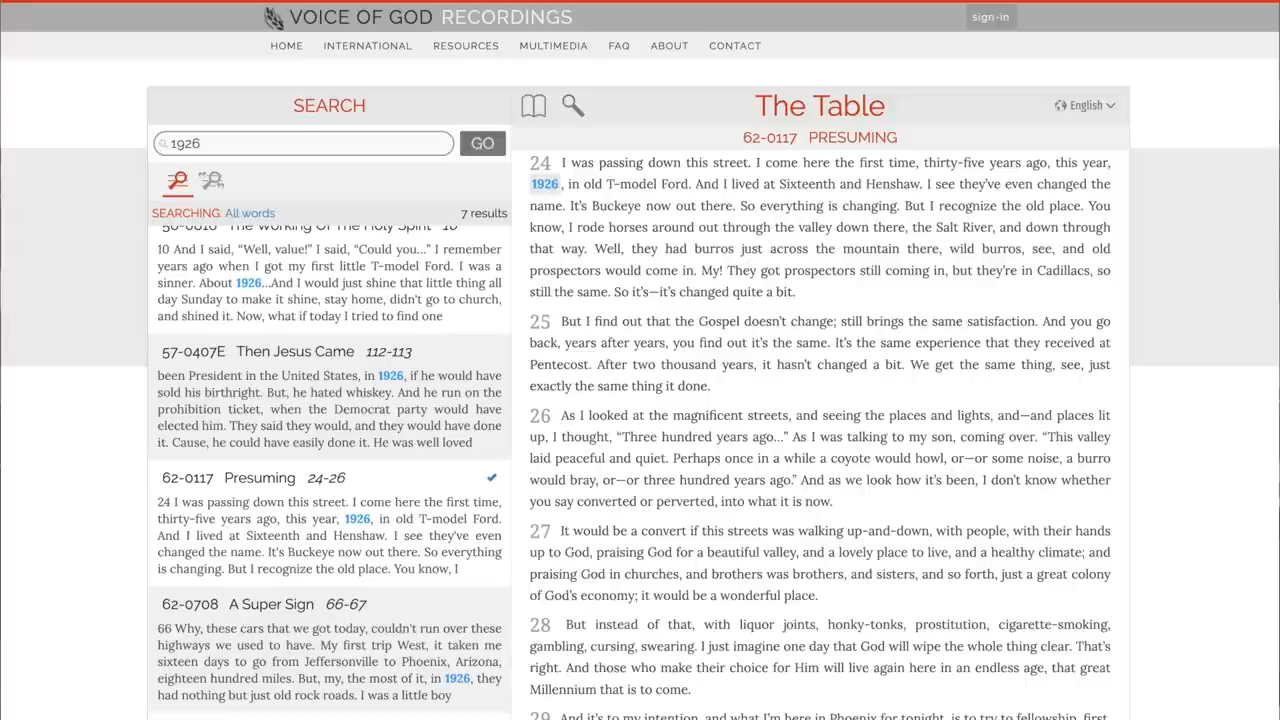 VOICE OF GOD RECORDINGS
sign-in
HOME INTERNATIONAL RESOURCES MULTIMEDIA FAQ ABOUT CONTACT
SEARCH
1926
GO
SEARCHING: All words
7 results
The Working Of The Holy Spirit 10
10 And I said, “Well, value!” I said, “Could you...” I remember
years ago when I got my first little T-model Ford. I was a
sinner. About 1926...And I would just shine that little thing all
day Sunday to make it shine, stay home, didn't go to church,
and shined it. Now, what if today I tried to find one
57-0407E Then Jesus Came 112-113
been President in the United States, in 1926, if he would have
sold his birthright. But, he hated whiskey. And he run on the
prohibition ticket, when the Democrat party would have
elected him. They said they would, and they would have done
it. Cause, he could have easily done it. He was well loved
62-0117 Presuming 24-26
24 I was passing down this street. I come here the first time,
thirty-five years ago, this year, 1926, in old T-model Ford.
And I lived at Sixteenth and Henshaw. I see they've even
changed the name. It's Buckeye now out there. So everything
is changing. But I recognize the old place. You know, I
62-0708 A Super Sign 66-67
66 Why, these cars that we got today, couldn't run over these
highways we used to have. My first trip West, it taken me
sixteen days to go from Jeffersonville to Phoenix, Arizona,
eighteen hundred miles. But, my, the most of it, in 1926, they
had nothing but just old rock roads. I was a little boy
The Table
English
62-0117 PRESUMING
24 I was passing down this street. I come here the first time, thirty-five years ago, this year,
1926, in old T-model Ford. And I lived at Sixteenth and Henshaw. I see they’ve even changed the
name. It’s Buckeye now out there. So everything is changing. But I recognize the old place. You
know, I rode horses around out through the valley down there, the Salt River, and down through
that way. Well, they had burros just across the mountain there, wild burros, see, and old
prospectors would come in. My! They got prospectors still coming in, but they’re in Cadillacs, so
still the same. So it’s—it’s changed quite a bit.
25 But I find out that the Gospel doesn’t change; still brings the same satisfaction. And you go
back, years after years, you find out it’s the same. It’s the same experience that they received at
Pentecost. After two thousand years, it hasn’t changed a bit. We get the same thing, see, just
exactly the same thing it done.
26 As I looked at the magnificent streets, and seeing the places and lights, and—and places lit
up, I thought, “Three hundred years ago...” As I was talking to my son, coming over. “This valley
laid peaceful and quiet. Perhaps once in a while a coyote would howl, or—or some noise, a burro
would bray, or—or three hundred years ago.” And as we look how it’s been, I don’t know whether
you say converted or perverted, into what it is now.
27 It would be a convert if this streets was walking up-and-down, with people, with their hands
up to God, praising God for a beautiful valley, and a lovely place to live, and a healthy climate; and
praising God in churches, and brothers was brothers, and sisters, and so forth, just a great colony
of God’s economy; it would be a wonderful place.
28 But instead of that, with liquor joints, honky-tonks, prostitution, cigarette-smoking,
gambling, cursing, swearing. I just imagine one day that God will wipe the whole thing clear. That’s
right. And those who make their choice for Him will live again here in an endless age, that great
Millennium that is to come.
29 And it’s to my intention, and what I’m here in Phoenix for tonight, is to try to fellowship, first,